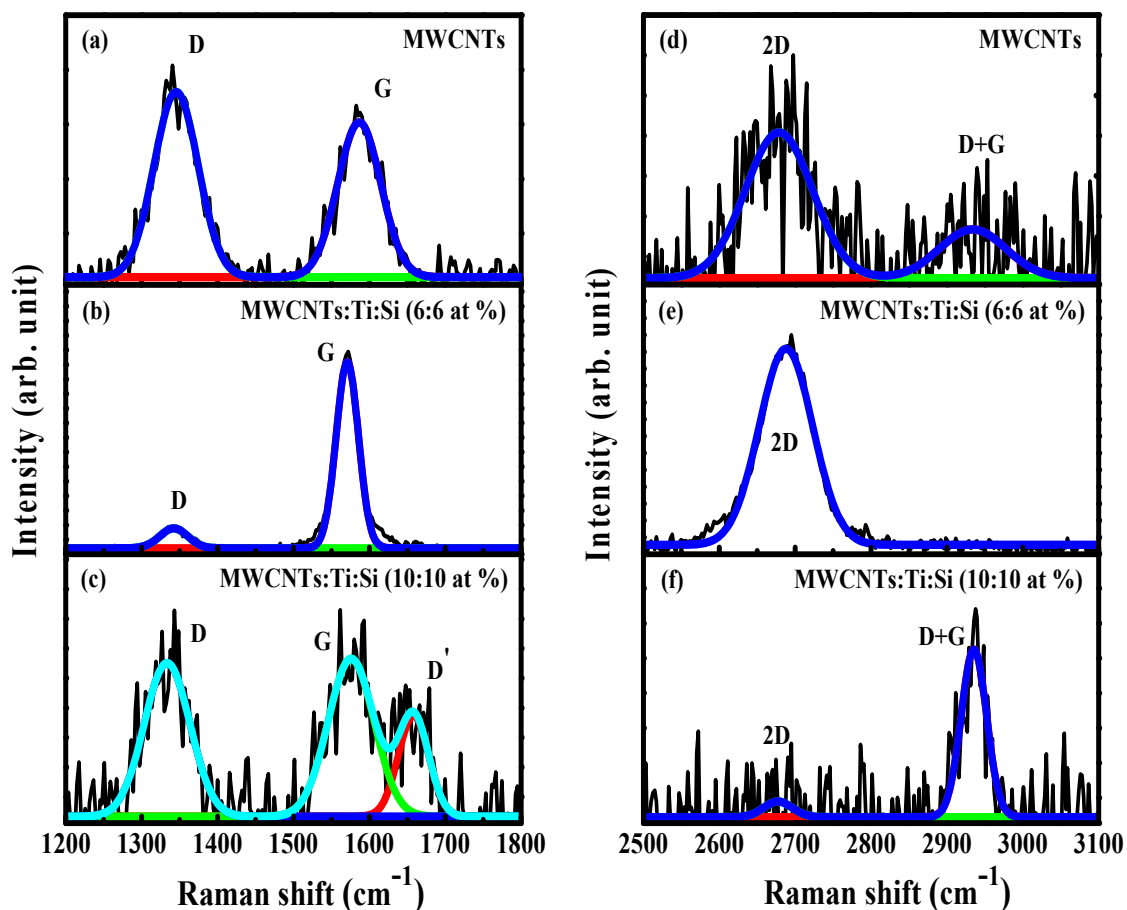 (a) D MWCNTs
G
(b) MWCNTs:Ti:Si (6:6 at %)
G
D
(c) MWCNTs:Ti:Si (10:10 at %)
D G D'
1200 1300 1400 1500 1600 1700 1800
Raman shift (cm⁻¹)
Intensity (arb. unit)
(d) 2D MWCNTs
D+G
(e) MWCNTs:Ti:Si (6:6 at %)
2D
(f) MWCNTs:Ti:Si (10:10 at %)
D+G
2D
2500 2600 2700 2800 2900 3000 3100
Raman shift (cm⁻¹)
Intensity (arb. unit)